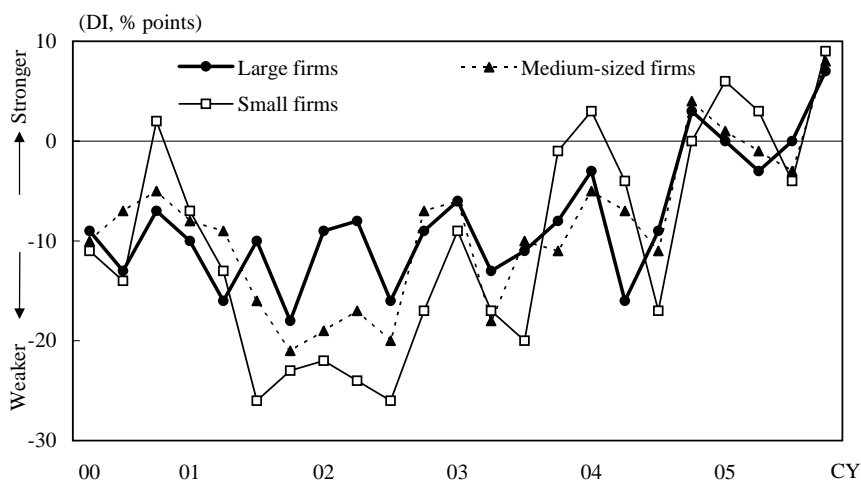 (DI, % points)
10
0
-10
-20
-30
Stronger
Weaker
Large firms
Medium-sized firms
Small firms
00 01 02 03 04 05 CY